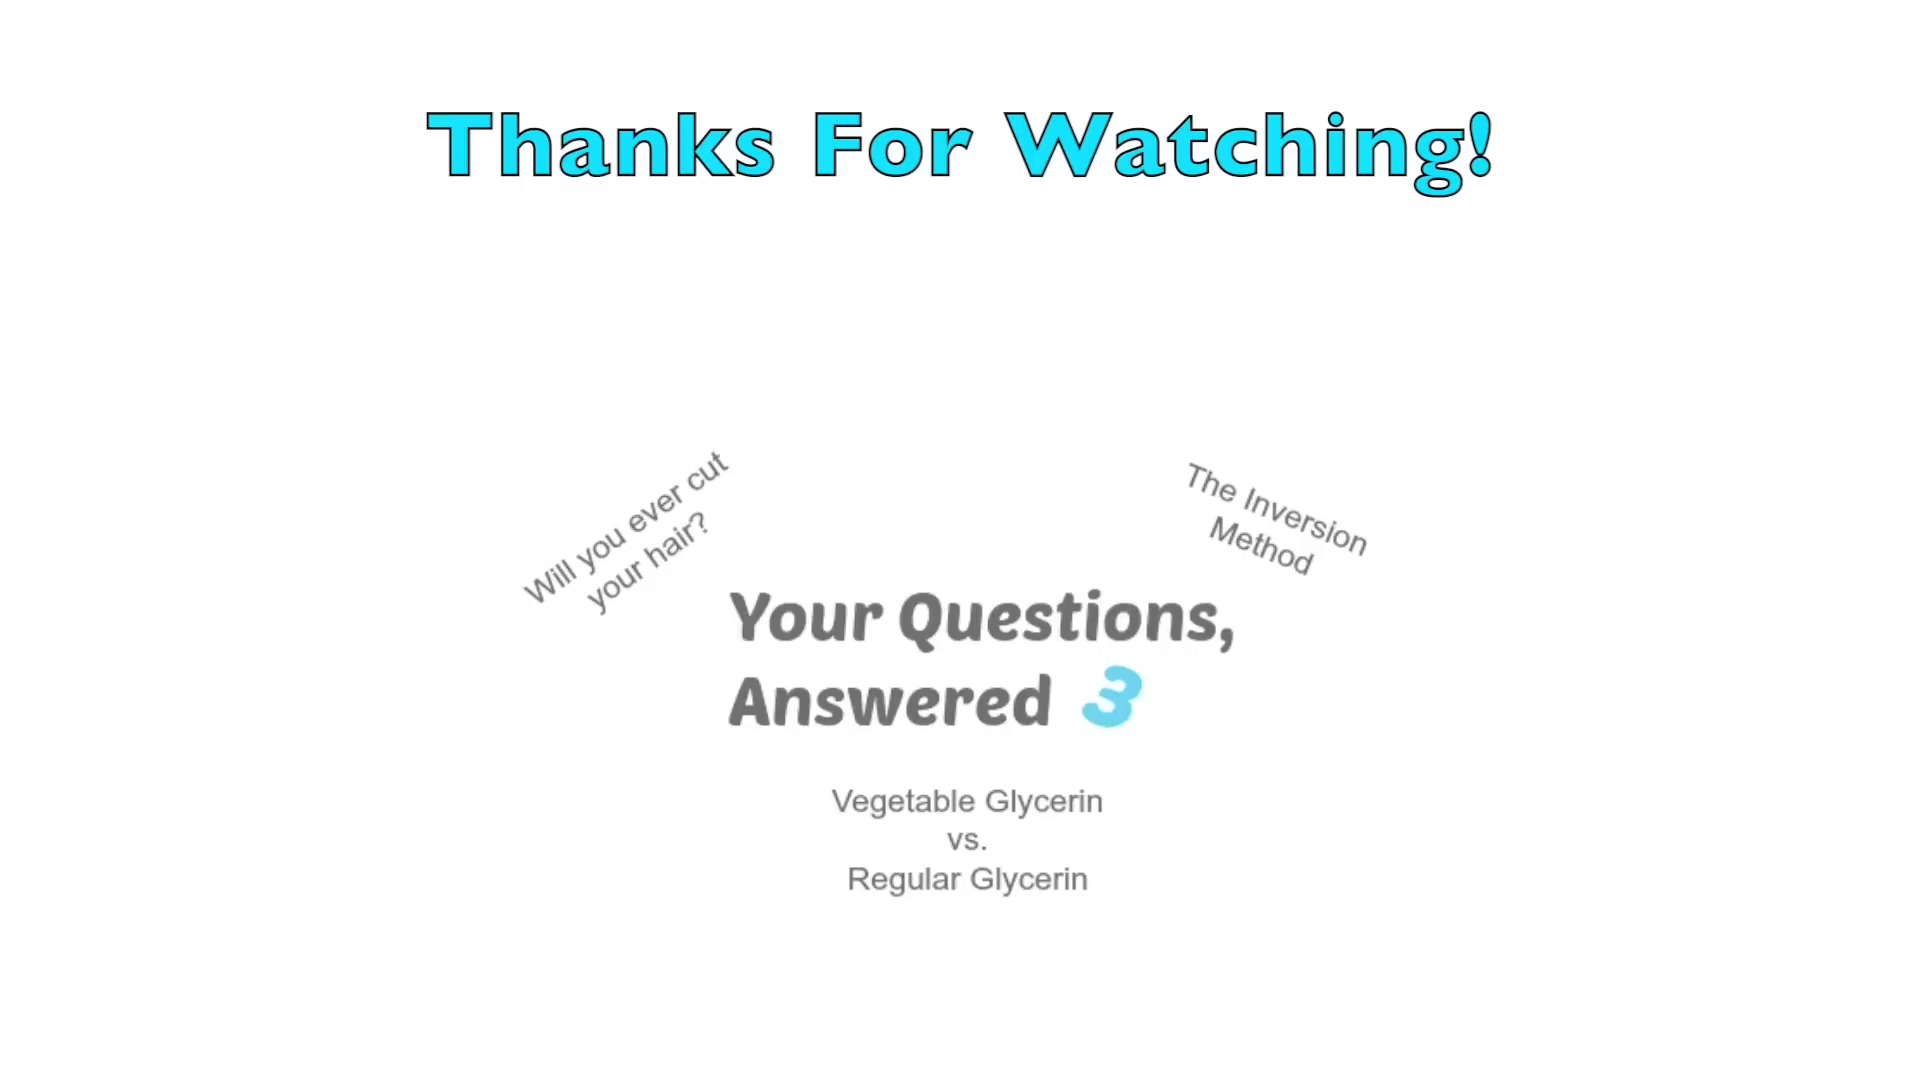 Thanks For Watching!
Will you ever cut
your hair?
The Inversion
Method
Your Questions,
Answered 3
Vegetable Glycerin
vs.
Regular Glycerin